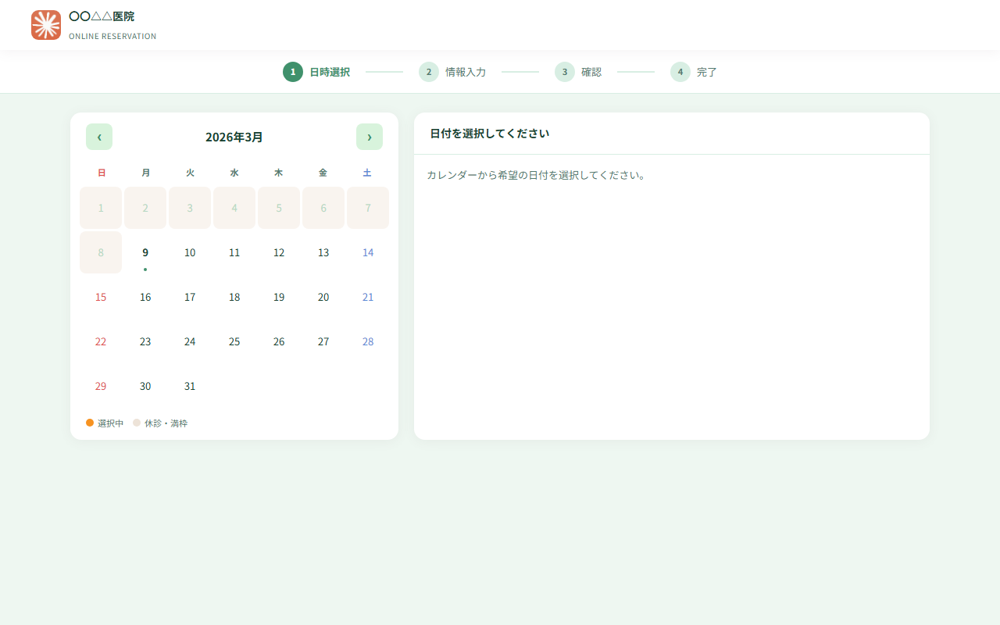 〇〇△△医院
ONLINE RESERVATION
1 日時選択 2 情報入力 3 確認 4 完了
‹ 2026年3月 ›
日 月 火 水 木 金 土
1 2 3 4 5 6 7
8 9 10 11 12 13 14
15 16 17 18 19 20 21
22 23 24 25 26 27 28
29 30 31
選択中 休診・満枠
日付を選択してください
カレンダーから希望の日付を選択してください。